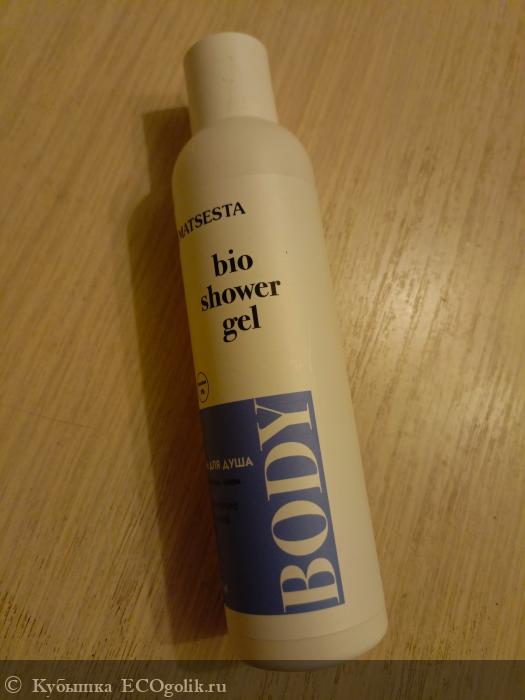 MATSESTA
bio
shower
gel
ДЛЯ ДУША
BODY
© Кубышка ECOgolik.ru